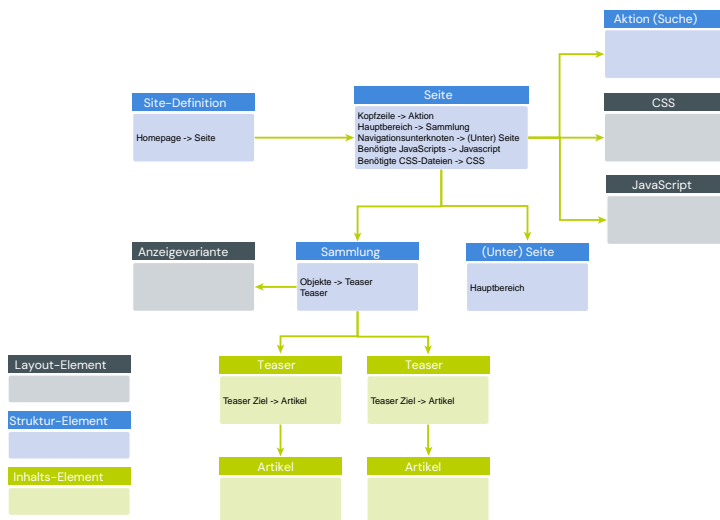 Aktion (Suche)
Site-Definition
Homepage -> Seite
Seite
Kopfzeile -> Aktion
Hauptbereich -> Sammlung
Navigationsunterknoten -> (Unter) Seite
Benötigte JavaScripts -> Javascript
Benötigte CSS-Dateien -> CSS
CSS
JavaScript
Anzeigevariante
Sammlung
Objekte -> Teaser
Teaser
(Unter) Seite
Hauptbereich
Teaser
Teaser Ziel -> Artikel
Teaser
Teaser Ziel -> Artikel
Artikel
Artikel
Layout-Element
Struktur-Element
Inhalts-Element